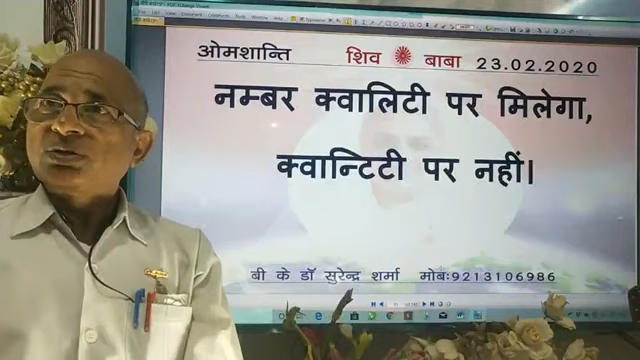 ओमशान्ति शिव बाबा 23.02.2020
नम्बर क्वालिटी पर मिलेगा,
क्वान्टिटी पर नहीं।
बी के डॉ सुरेन्द्र शर्मा मोबः9213106986